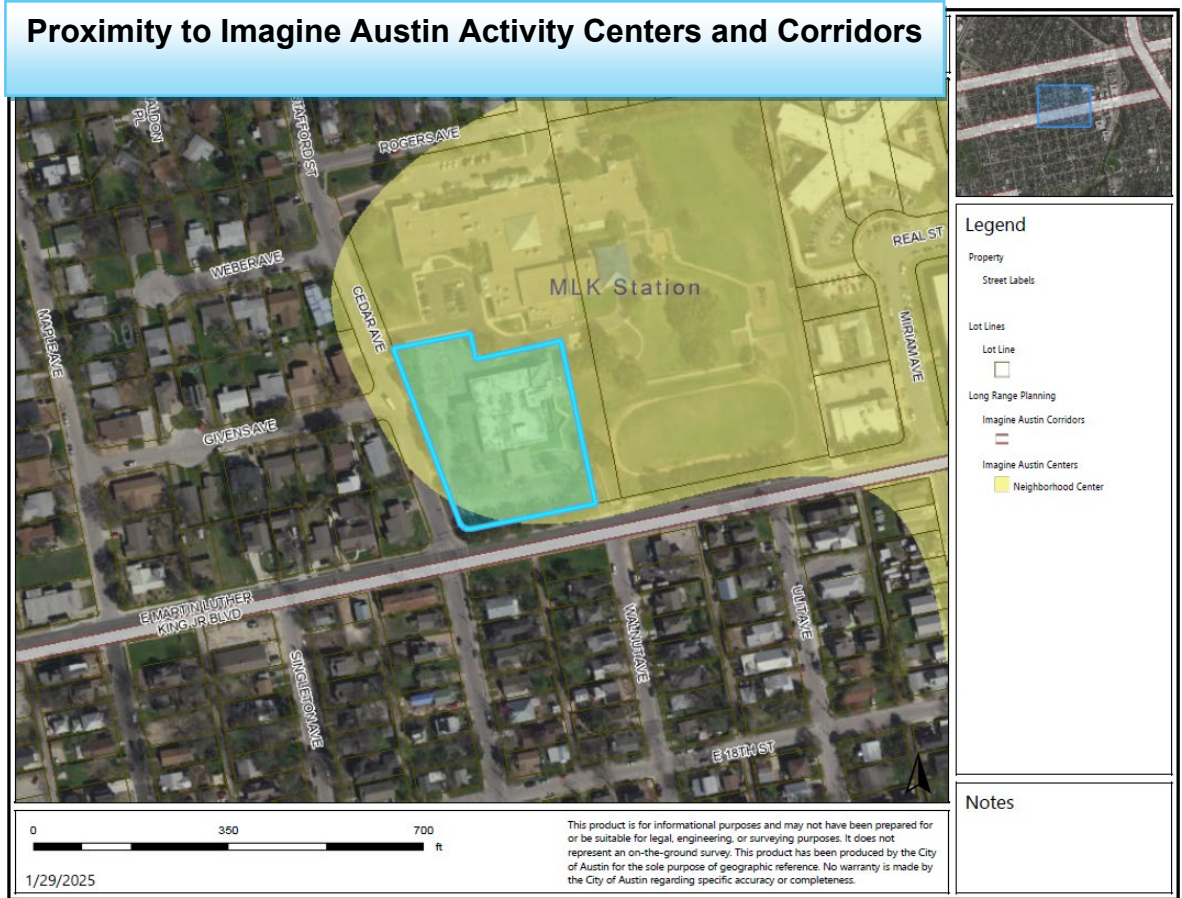 Proximity to Imagine Austin Activity Centers and Corridors
WALDON
PL
STAFFORD ST
ROGERS AVE
WEBER AVE
REAL ST
MLK Station
CEDAR AVE
MAPLE AVE
MIRIAM AVE
GIVENS AVE
E MARTIN LUTHER
KING JR BLVD
SINGLETON AVE
WALNUT AVE
ULIT AVE
E 18TH ST
Legend
Property
Street Labels
Lot Lines
Lot Line
Long Range Planning
Imagine Austin Corridors
Imagine Austin Centers
Neighborhood Center
Notes
0 350 700
ft
1/29/2025
This product is for informational purposes and may not have been prepared for
or be suitable for legal, engineering, or surveying purposes. It does not
represent an on-the-ground survey. This product has been produced by the City
of Austin for the sole purpose of geographic reference. No warranty is made by
the City of Austin regarding specific accuracy or completeness.